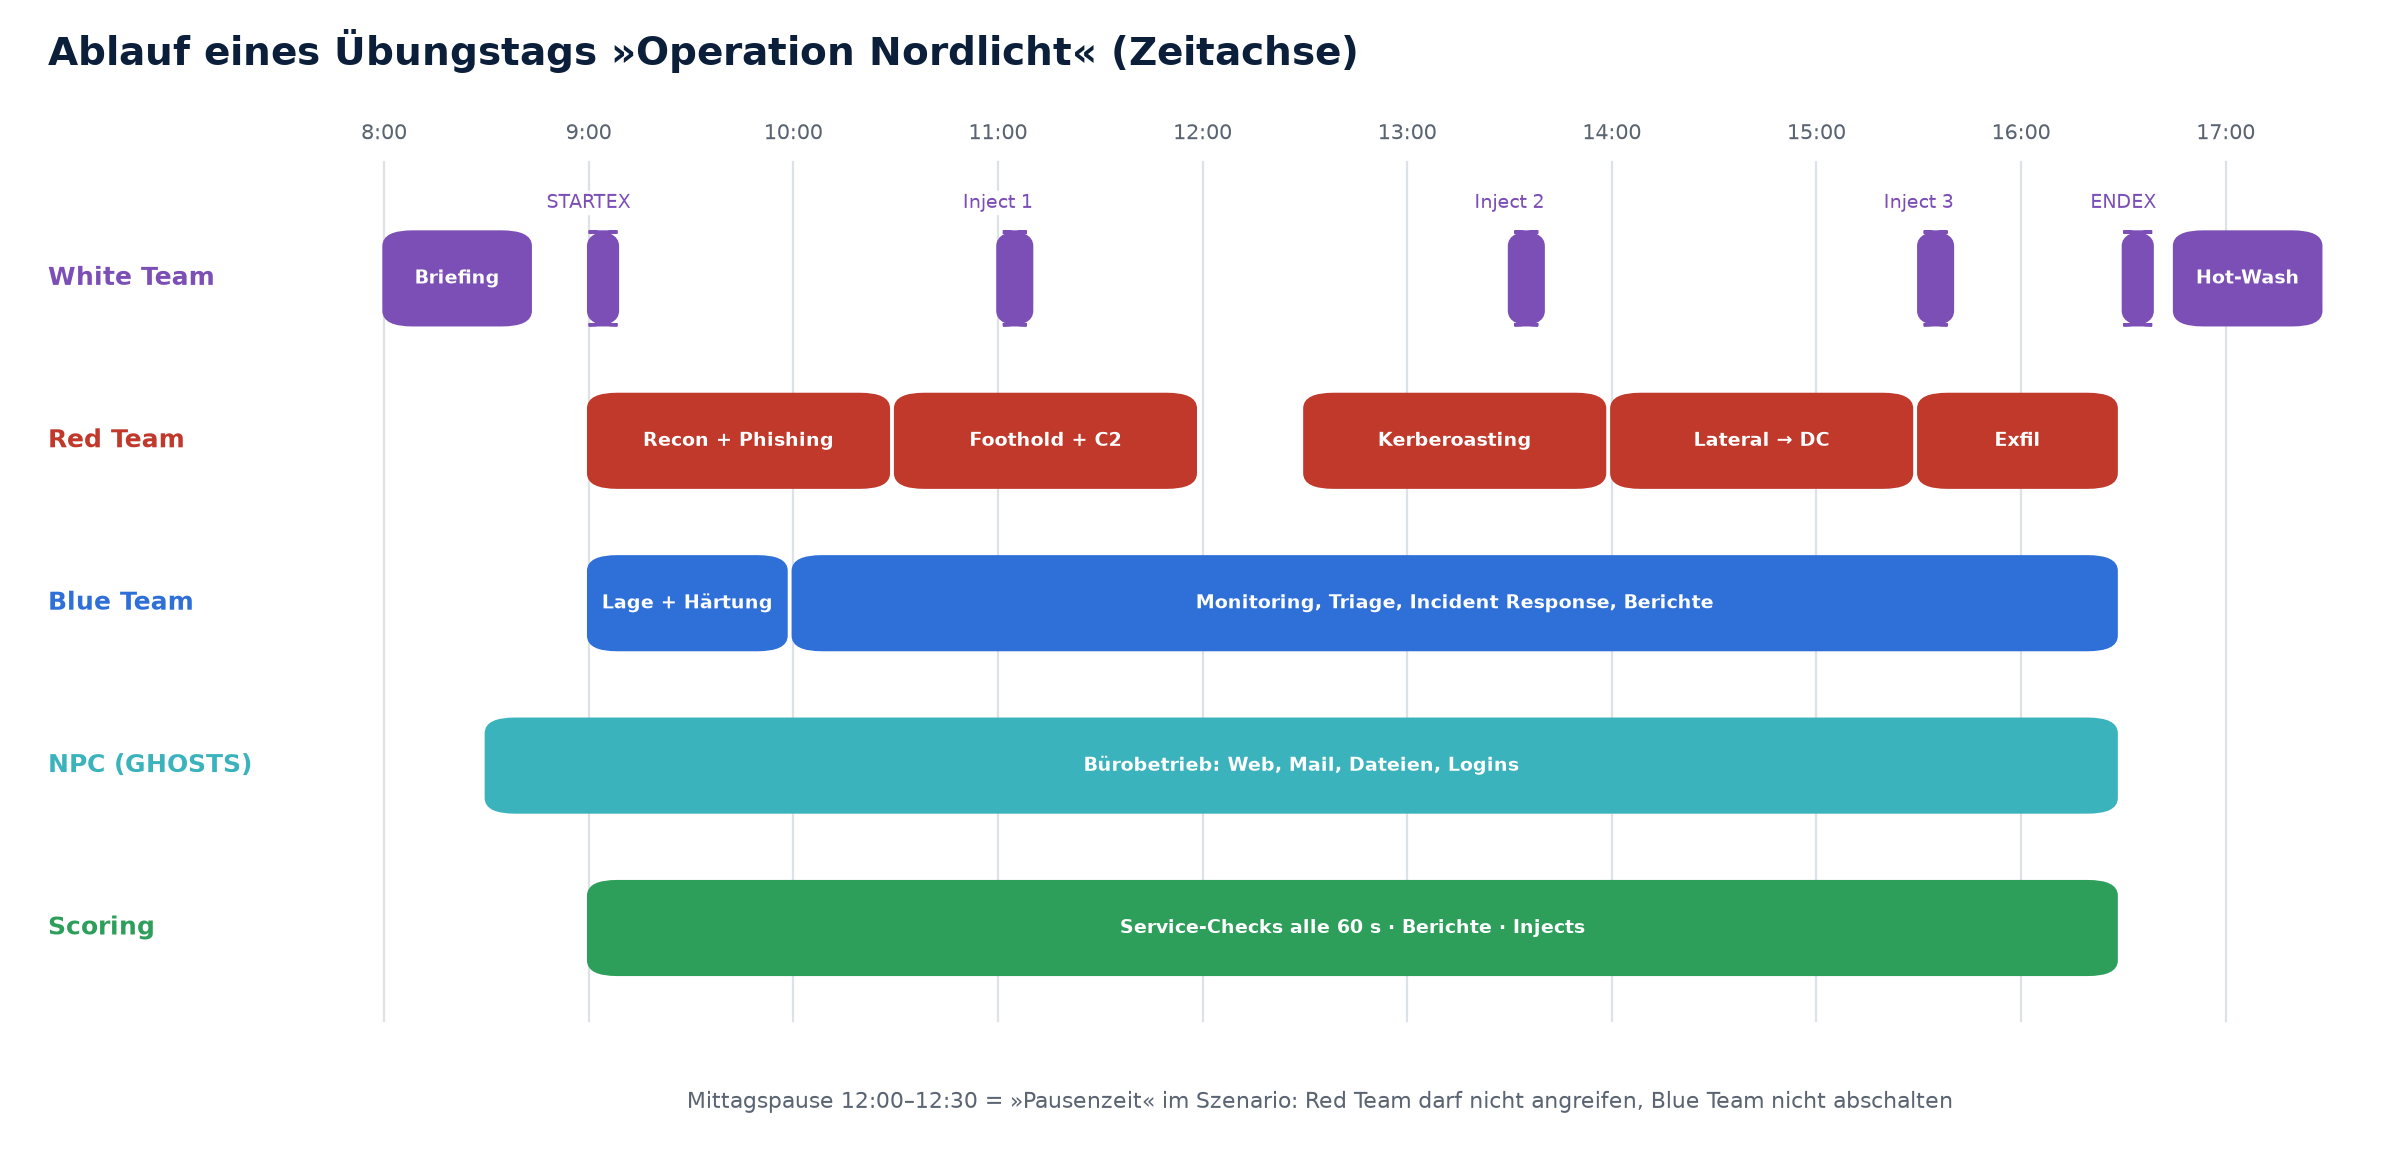 Ablauf eines Übungstags »Operation Nordlicht« (Zeitachse)
8:00 9:00 10:00 11:00 12:00 13:00 14:00 15:00 16:00 17:00
STARTEX Inject 1 Inject 2 Inject 3 ENDEX
White Team Briefing Hot-Wash
Red Team Recon + Phishing Foothold + C2 Kerberoasting Lateral → DC Exfil
Blue Team Lage + Härtung Monitoring, Triage, Incident Response, Berichte
NPC (GHOSTS) Bürobetrieb: Web, Mail, Dateien, Logins
Scoring Service-Checks alle 60 s · Berichte · Injects
Mittagspause 12:00–12:30 = »Pausenzeit« im Szenario: Red Team darf nicht angreifen, Blue Team nicht abschalten